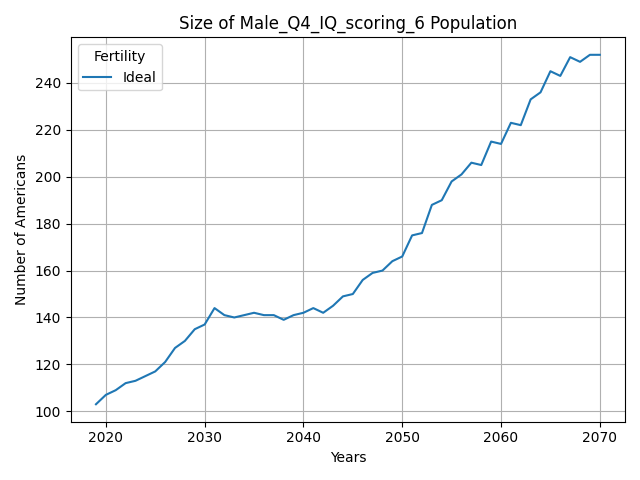 Size of Male_Q4_IQ_scoring_6 Population
Fertility
Ideal
Number of Americans
240
220
200
180
160
140
120
100
2020 2030 2040 2050 2060 2070
Years